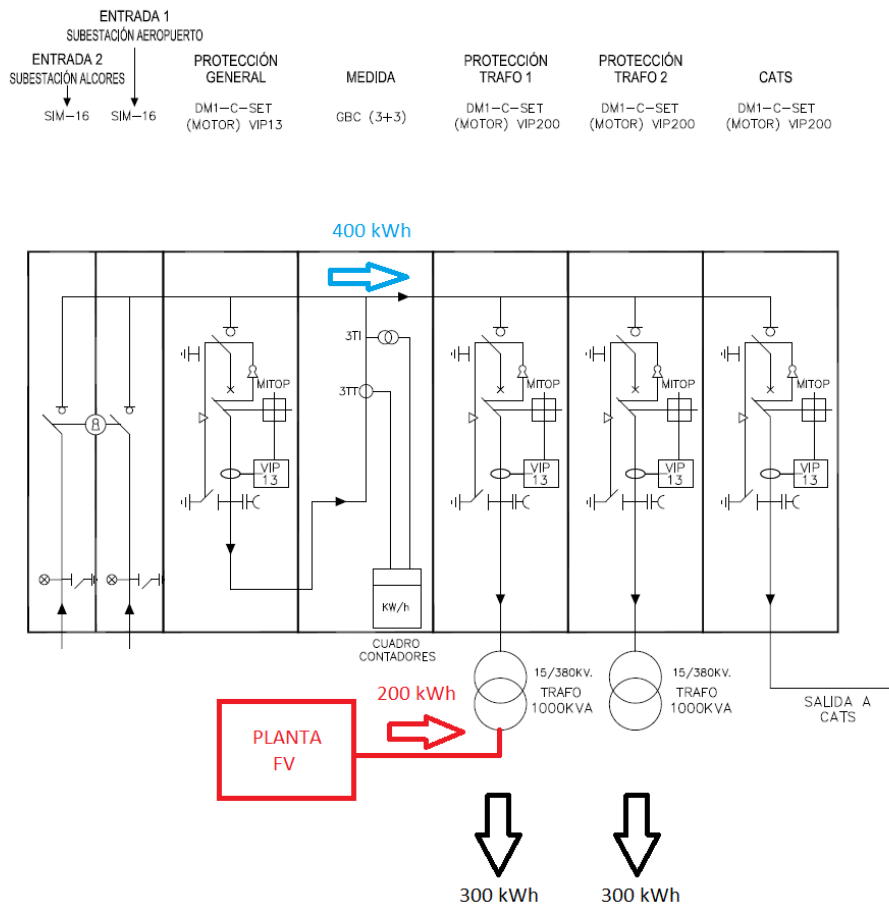 ENTRADA 1
SUBESTACIÓN AEROPUERTO
ENTRADA 2
SUBESTACIÓN ALCORES
SIM-16
SIM-16
PROTECCIÓN
GENERAL
DM1-C-SET
(MOTOR) VIP13
MEDIDA
GBC (3+3)
PROTECCIÓN
TRAFO 1
DM1-C-SET
(MOTOR) VIP200
PROTECCIÓN
TRAFO 2
DM1-C-SET
(MOTOR) VIP200
CATS
DM1-C-SET
(MOTOR) VIP200
400 kWh
MITOP
VIP
13
3TI
3TT
KW/h
CUADRO
CONTADORES
MITOP
VIP
13
MITOP
VIP
13
MITOP
VIP
13
15/380KV.
TRAFO
1000KVA
15/380KV.
TRAFO
1000KVA
SALIDA A
CATS
200 kWh
PLANTA
FV
300 kWh
300 kWh